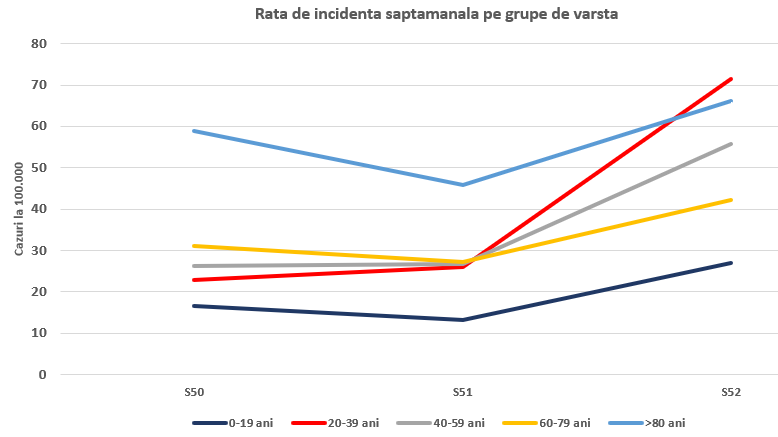 Rata de incidenta saptamanala pe grupe de varsta
Cazuri la 100.000
80
70
60
50
40
30
20
10
0
S50 S51 S52
0-19 ani 20-39 ani 40-59 ani 60-79 ani >80 ani